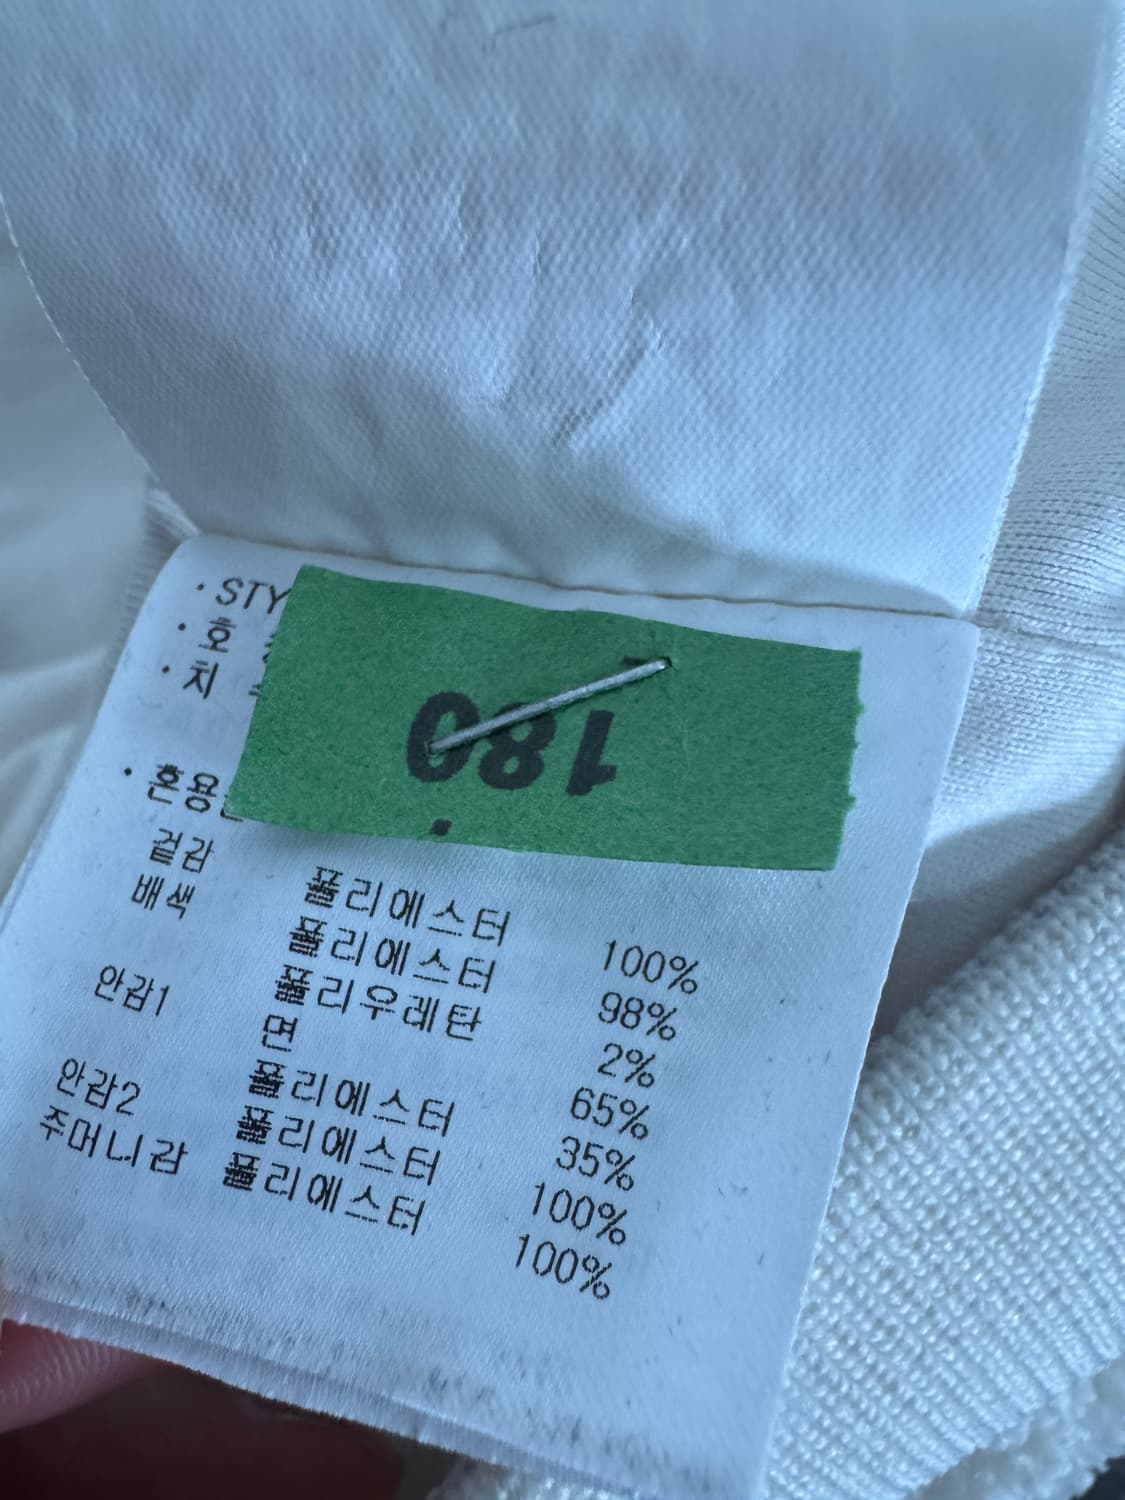 · STY
· 호
· 치
180
· 혼용
겉감 폴리에스터 100%
배색 폴리에스터 98%
폴리우레탄 2%
안감1 면 65%
폴리에스터 35%
안감2 폴리에스터 100%
주머니감 폴리에스터 100%